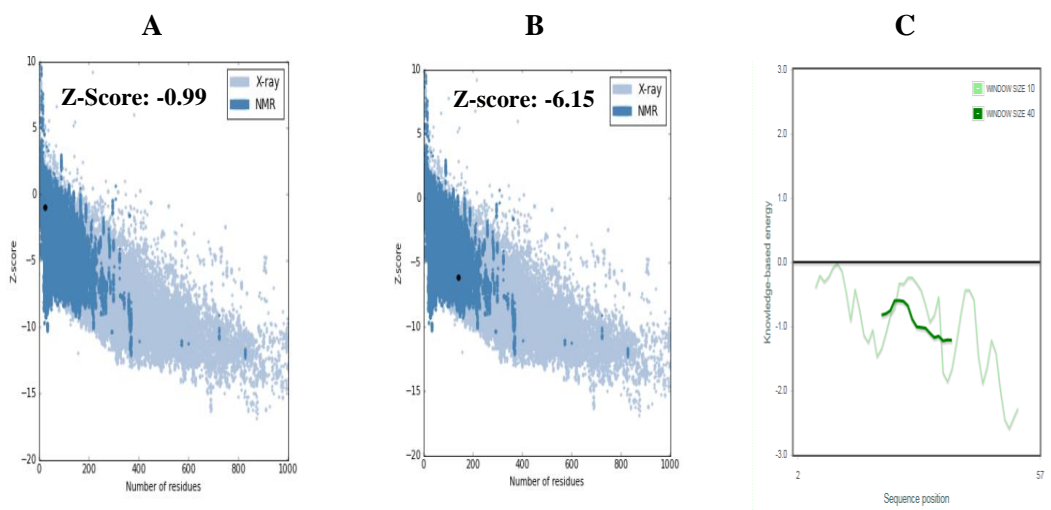 A
B
C
Z-Score: -0.99
X-ray
NMR
10
5
0
−5
−10
−15
−20
Z-score
0
200
400
600
800
1000
Number of residues
Z-score: -6.15
X-ray
NMR
10
5
0
−5
−10
−15
−20
Z-score
0
200
400
600
800
1000
Number of residues
WINDOW SIZE 10
WINDOW SIZE 40
3.0
2.0
1.0
0.0
-1.0
-2.0
-3.0
Knowledge-based energy
2
57
Sequence position